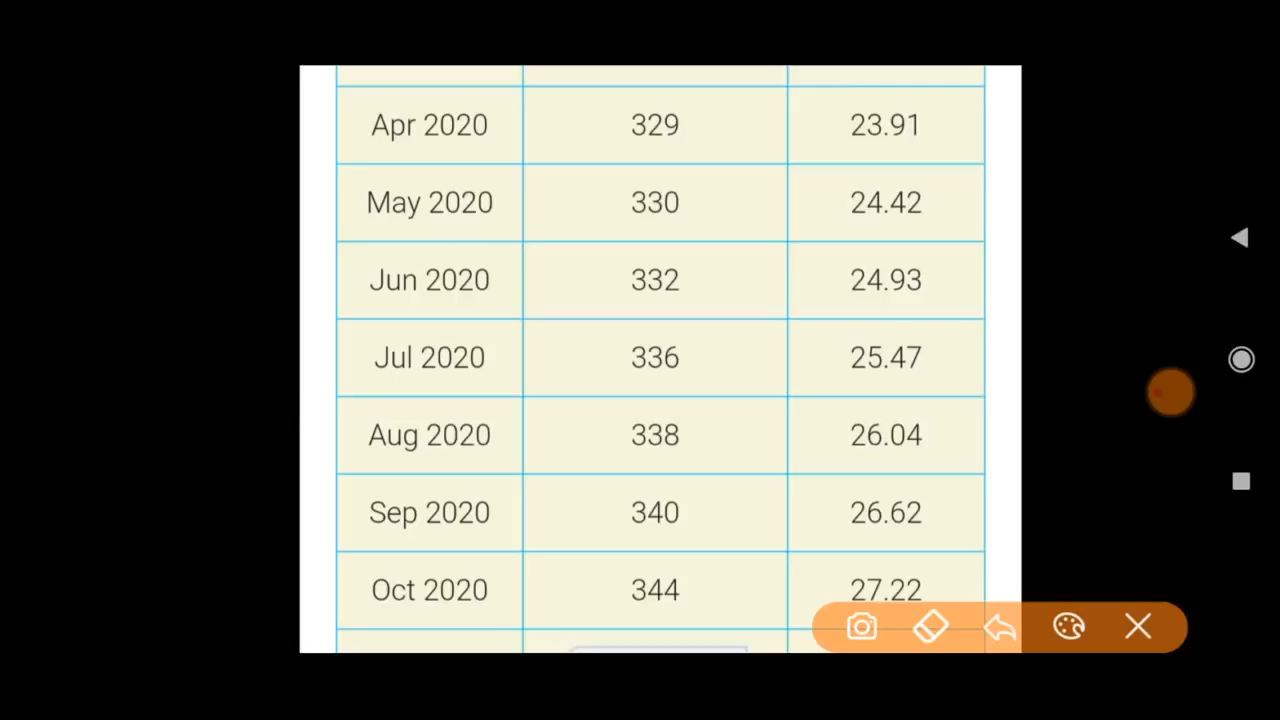 Apr 2020 329 23.91
May 2020 330 24.42
Jun 2020 332 24.93
Jul 2020 336 25.47
Aug 2020 338 26.04
Sep 2020 340 26.62
Oct 2020 344 27.22